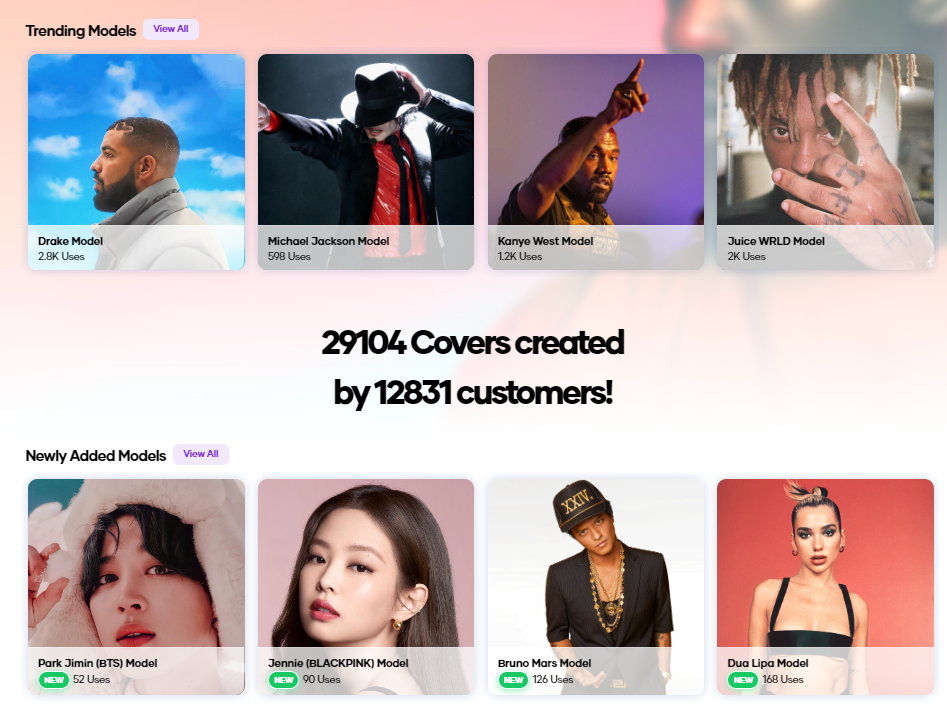 Trending Models View All
Drake Model
2.8K Uses
Michael Jackson Model
598 Uses
Kanye West Model
1.2K Uses
Juice WRLD Model
2K Uses
29104 Covers created
by 12831 customers!
Newly Added Models View All
Park Jimin (BTS) Model
NEW 52 Uses
Jennie (BLACKPINK) Model
NEW 90 Uses
XXIV.
Bruno Mars Model
NEW 126 Uses
Dua Lipa Model
NEW 168 Uses